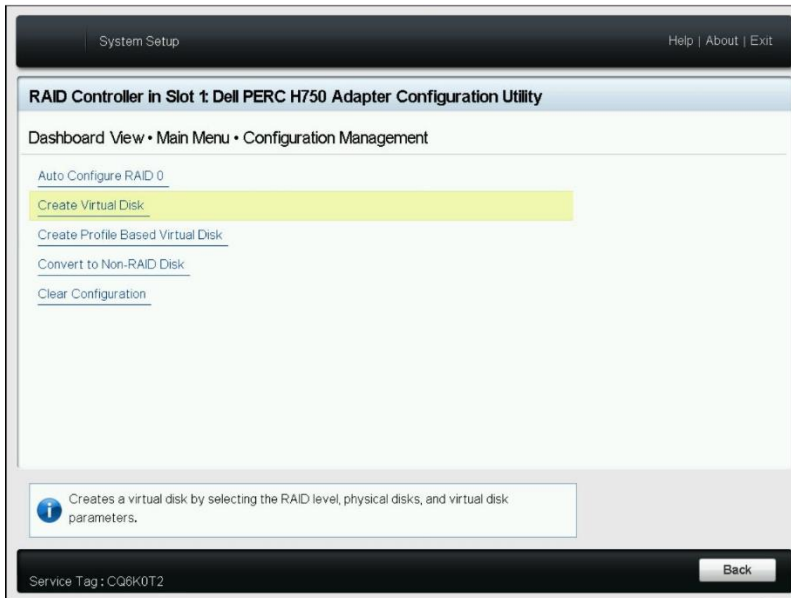 System Setup
Help | About | Exit
RAID Controller in Slot 1: Dell PERC H750 Adapter Configuration Utility
Dashboard View • Main Menu • Configuration Management
Auto Configure RAID 0
Create Virtual Disk
Create Profile Based Virtual Disk
Convert to Non-RAID Disk
Clear Configuration
Creates a virtual disk by selecting the RAID level, physical disks, and virtual disk
parameters.
Back
Service Tag : CQ6K0T2